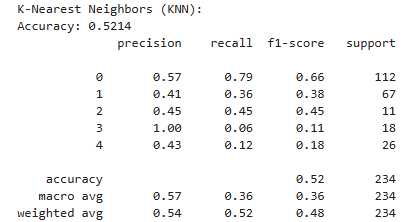 K-Nearest Neighbors (KNN):
Accuracy: 0.5214
precision recall f1-score support
0 0.57 0.79 0.66 112
1 0.41 0.36 0.38 67
2 0.45 0.45 0.45 11
3 1.00 0.06 0.11 18
4 0.43 0.12 0.18 26
accuracy 0.52 234
macro avg 0.57 0.36 0.36 234
weighted avg 0.54 0.52 0.48 234